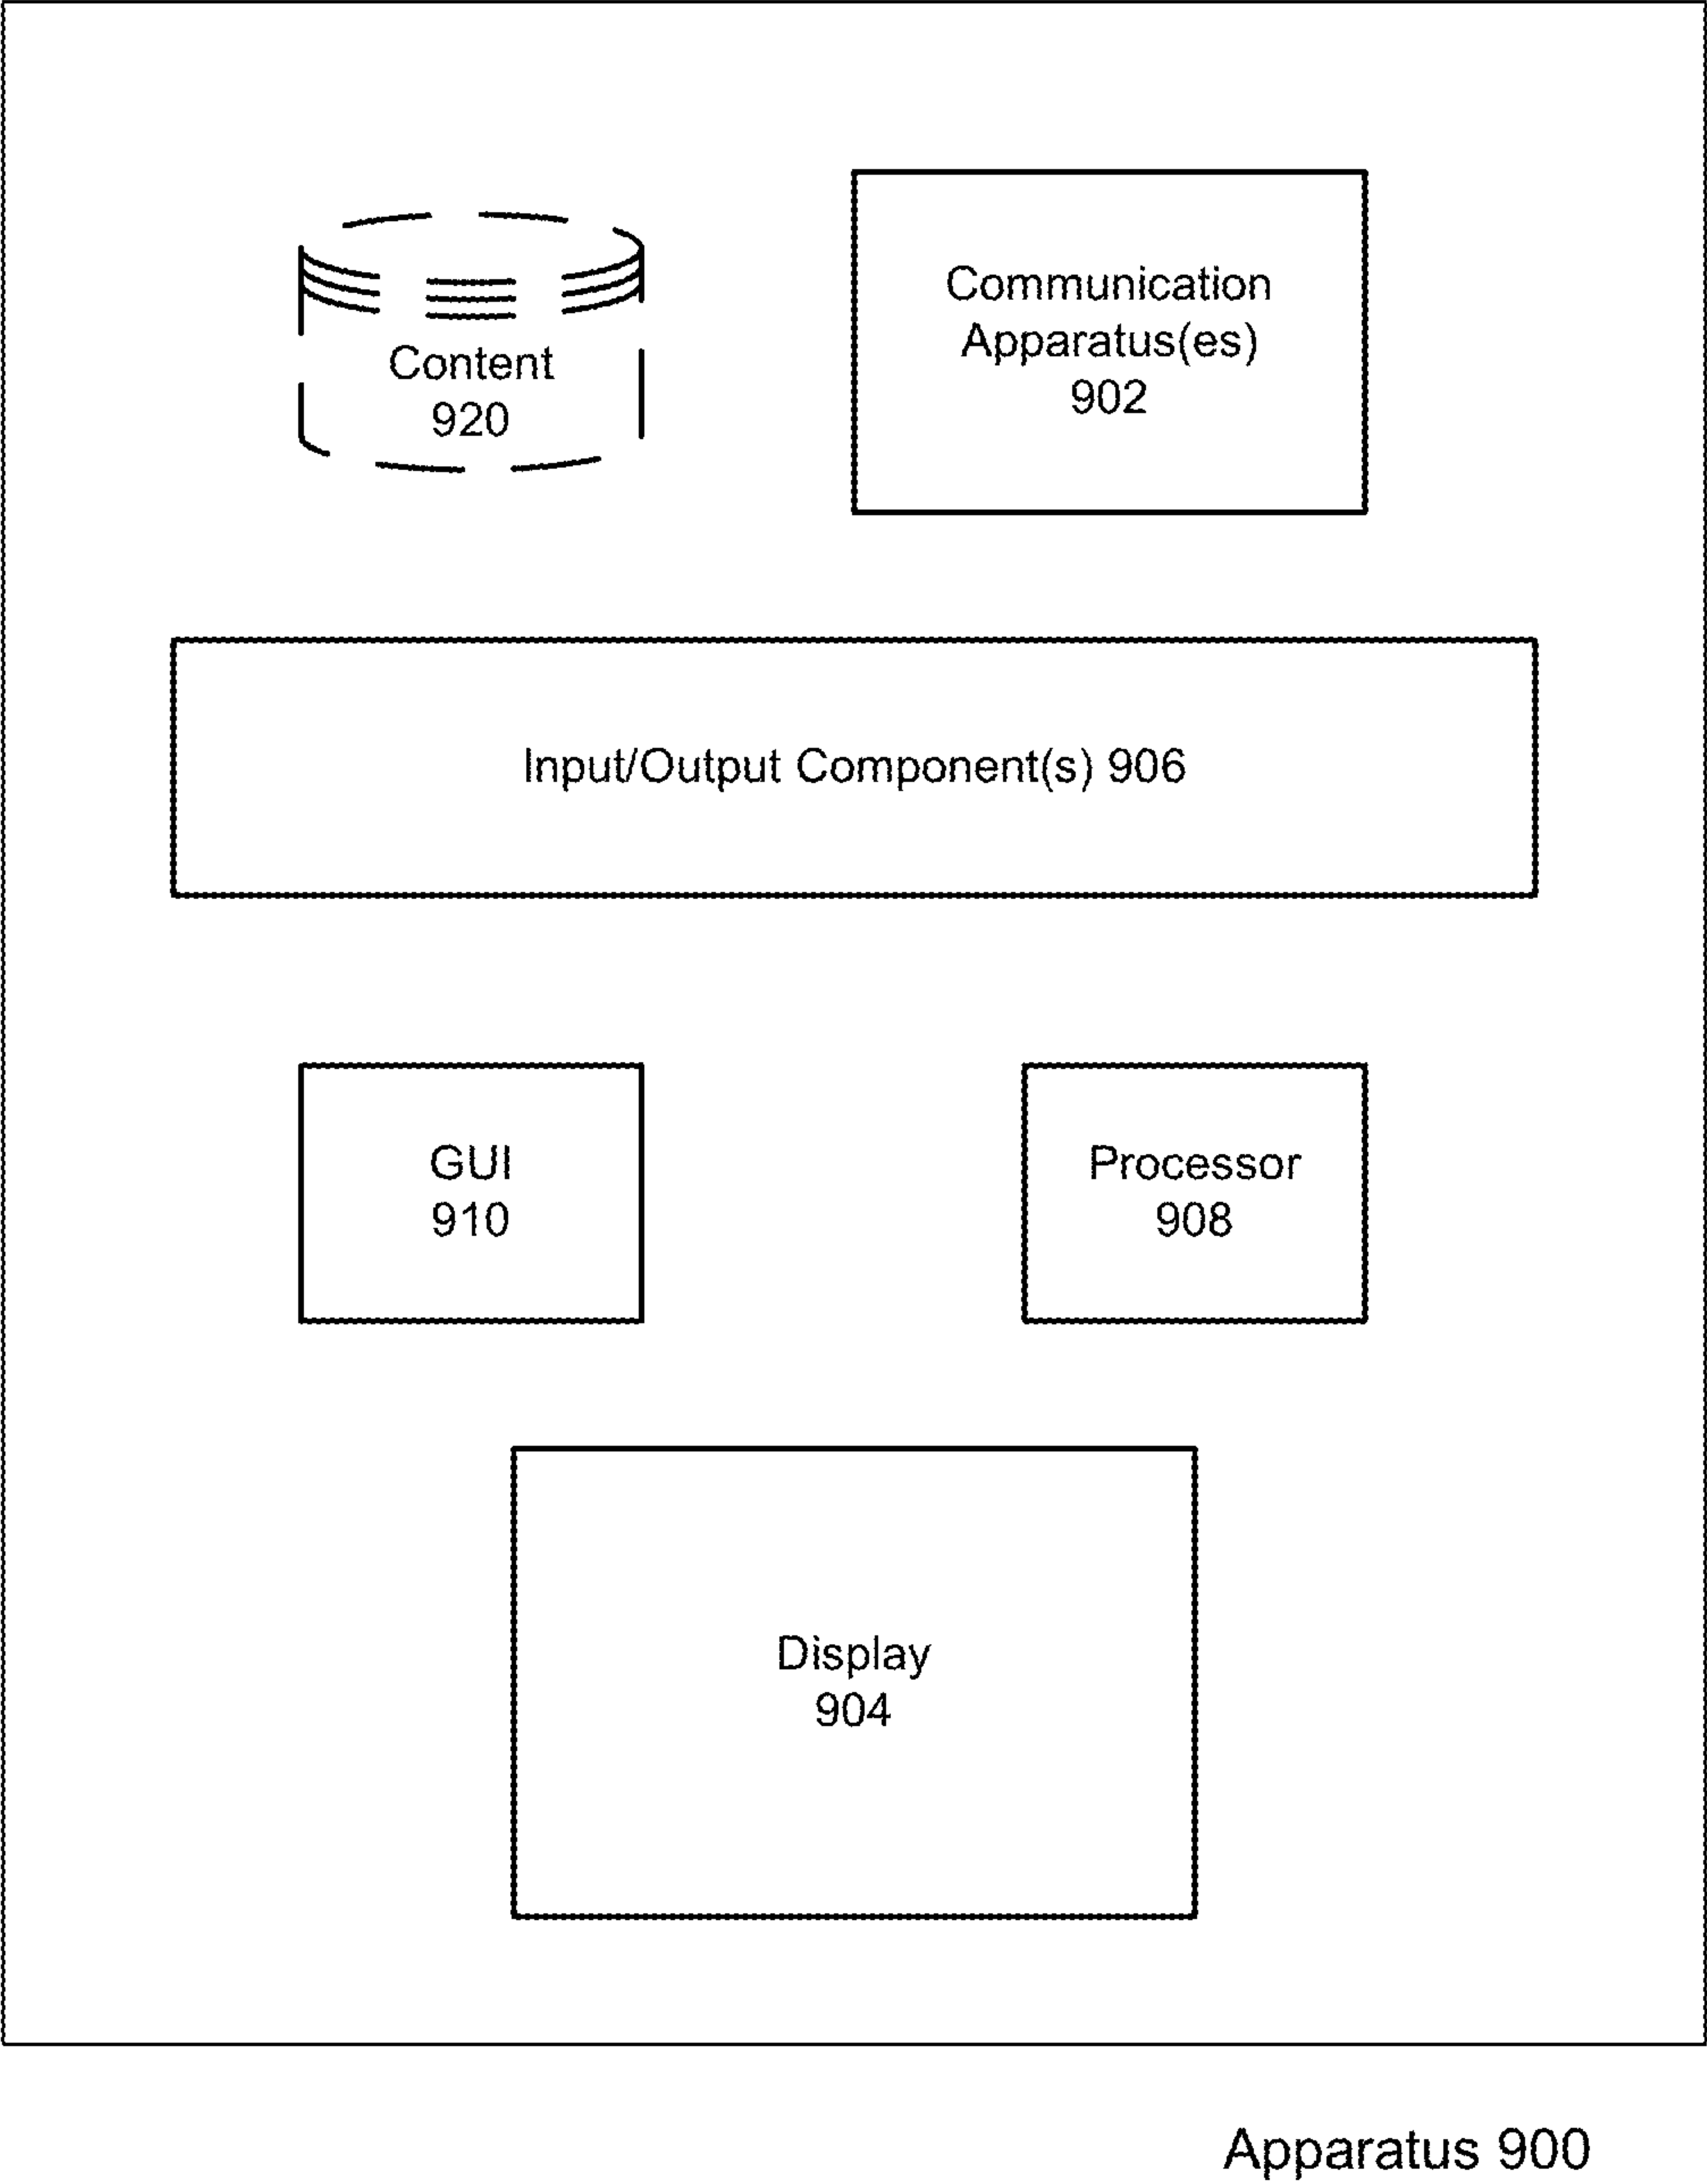 Content
920
Communication
Apparatus(es)
902
Input/Output Component(s) 906
GUI
910
Processor
908
Display
904
Apparatus 900